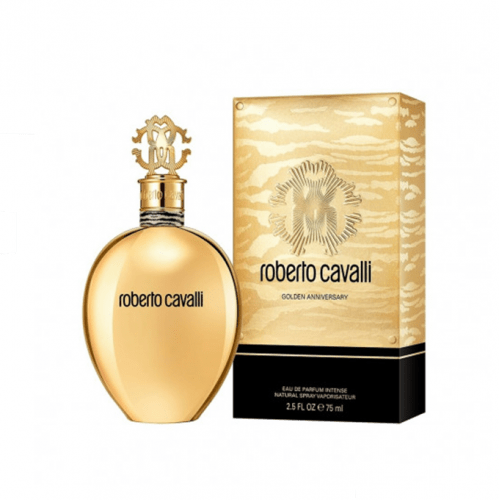 roberto cavalli
roberto cavalli
GOLDEN ANNIVERSARY
EAU DE PARFUM INTENSE
NATURAL SPRAY VAPORISATEUR
2.5 FL OZ ℮ 75 ml